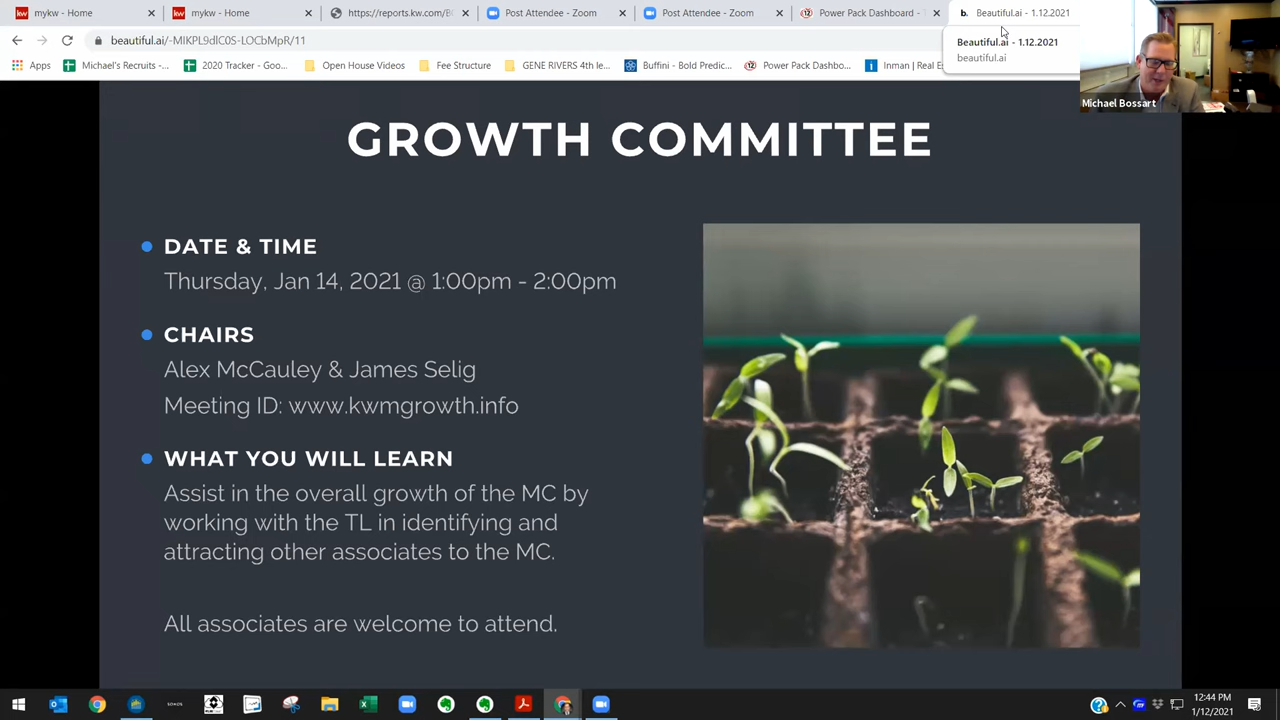 kw mykw - Home
kw mykw - Home
https://reports.kw.com/E
Post Attendee - Zoom
Post Attendee - Zoom
Power Pack Dashboard -
b. Beautiful.ai - 1.12.2021
beautiful.ai/-MIKPL9dlC0S-LOCbMpR/11
Beautiful.ai - 1.12.2021
beautiful.ai
Apps
Michael's Recruits -...
2020 Tracker - Goo...
Open House Videos
Fee Structure
GENE RIVERS 4th le...
Buffini - Bold Predic...
Power Pack Dashbo...
Inman | Real Es
Michael Bossart
GROWTH COMMITTEE
DATE & TIME
Thursday, Jan 14, 2021 @ 1:00pm - 2:00pm
CHAIRS
Alex McCauley & James Selig
Meeting ID: www.kwmgrowth.info
WHAT YOU WILL LEARN
Assist in the overall growth of the MC by
working with the TL in identifying and
attracting other associates to the MC.
All associates are welcome to attend.
SONOS
12:44 PM
1/12/2021